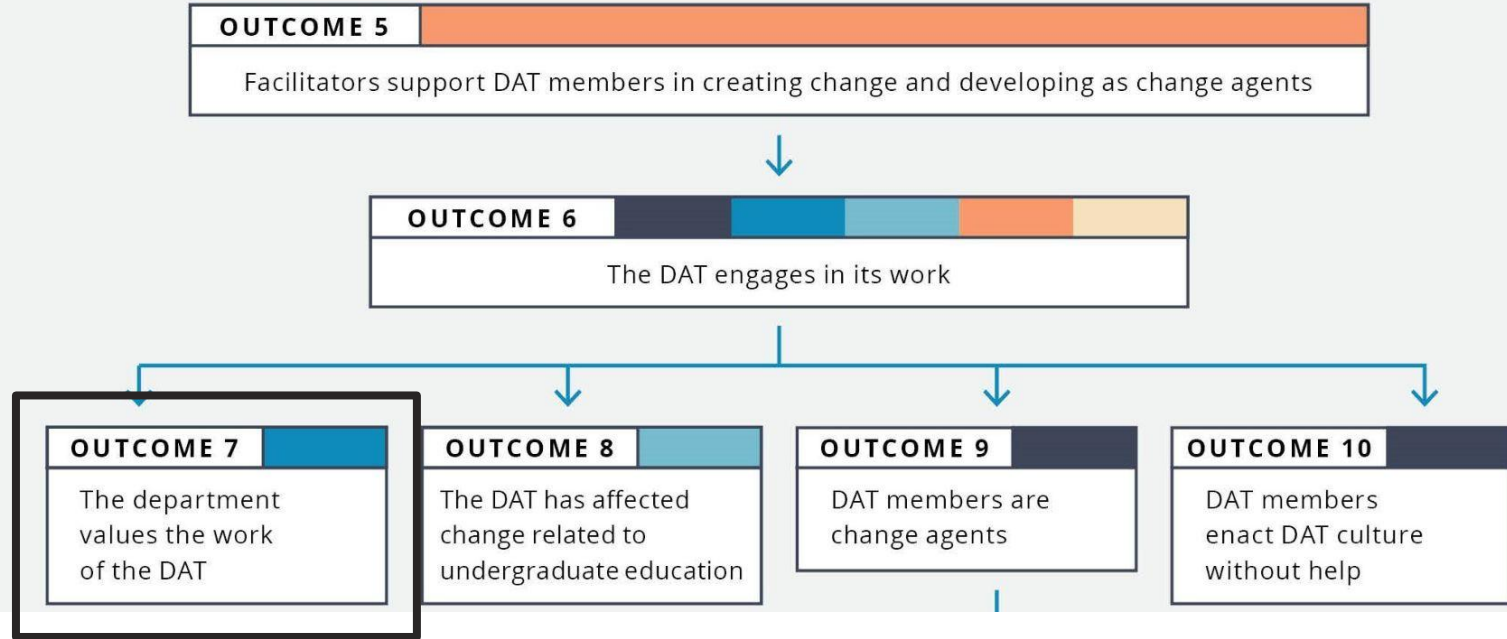 OUTCOME 5
Facilitators support DAT members in creating change and developing as change agents
OUTCOME 6
The DAT engages in its work
OUTCOME 7
The department
values the work
of the DAT
OUTCOME 8
The DAT has affected
change related to
undergraduate education
OUTCOME 9
DAT members are
change agents
OUTCOME 10
DAT members
enact DAT culture
without help